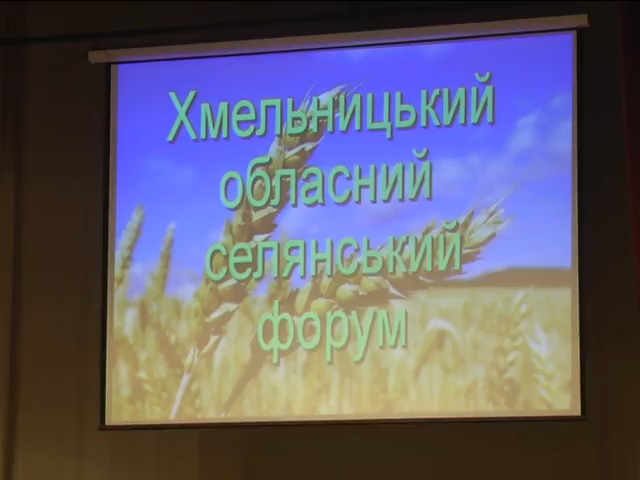 Хмельницький
обласний
селянський
форум